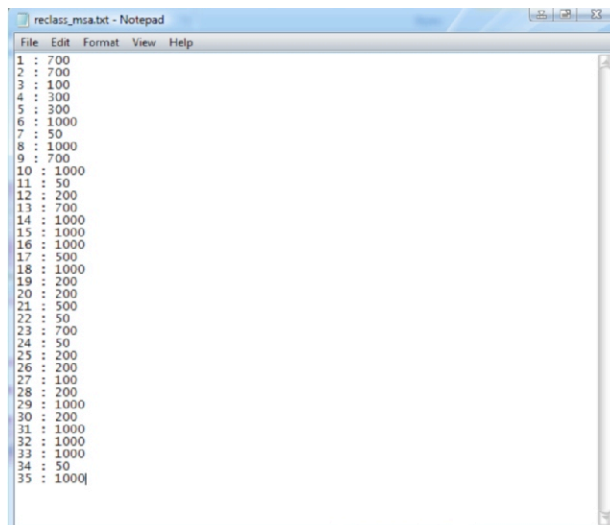 reclass_msa.txt - Notepad
File Edit Format View Help
1 : 700
2 : 700
3 : 100
4 : 300
5 : 300
6 : 1000
7 : 50
8 : 1000
9 : 700
10 : 1000
11 : 50
12 : 200
13 : 700
14 : 1000
15 : 1000
16 : 1000
17 : 500
18 : 1000
19 : 200
20 : 200
21 : 500
22 : 50
23 : 700
24 : 50
25 : 200
26 : 200
27 : 100
28 : 200
29 : 1000
30 : 200
31 : 1000
32 : 1000
33 : 1000
34 : 50
35 : 1000